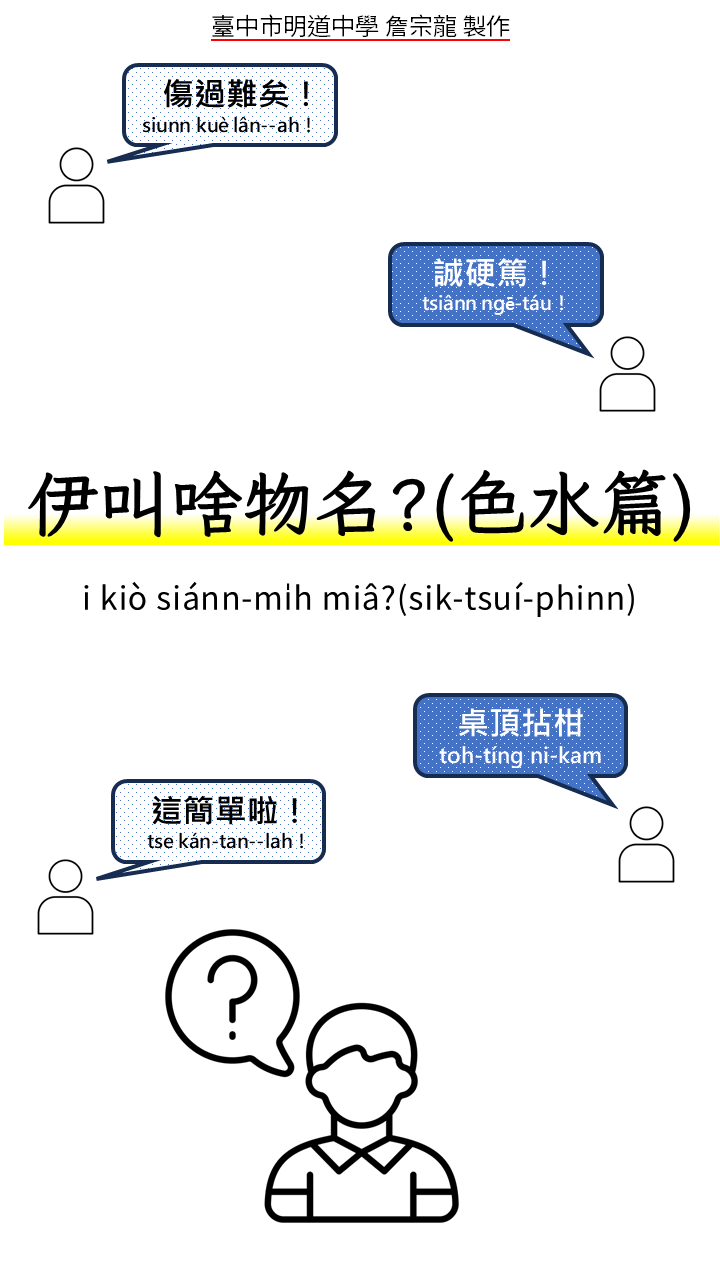 臺中市明道中學 詹宗龍 製作
傷過難矣！
siunn kuè lân--ah！
誠硬篤！
tsiânn ngē-táu！
伊叫啥物名?(色水篇)
i kiò siánn-mi̍h miâ?(sik-tsuí-phinn)
桌頂拈柑
toh-tíng ni-kam
這簡單啦！
tse kán-tan--lah！
?